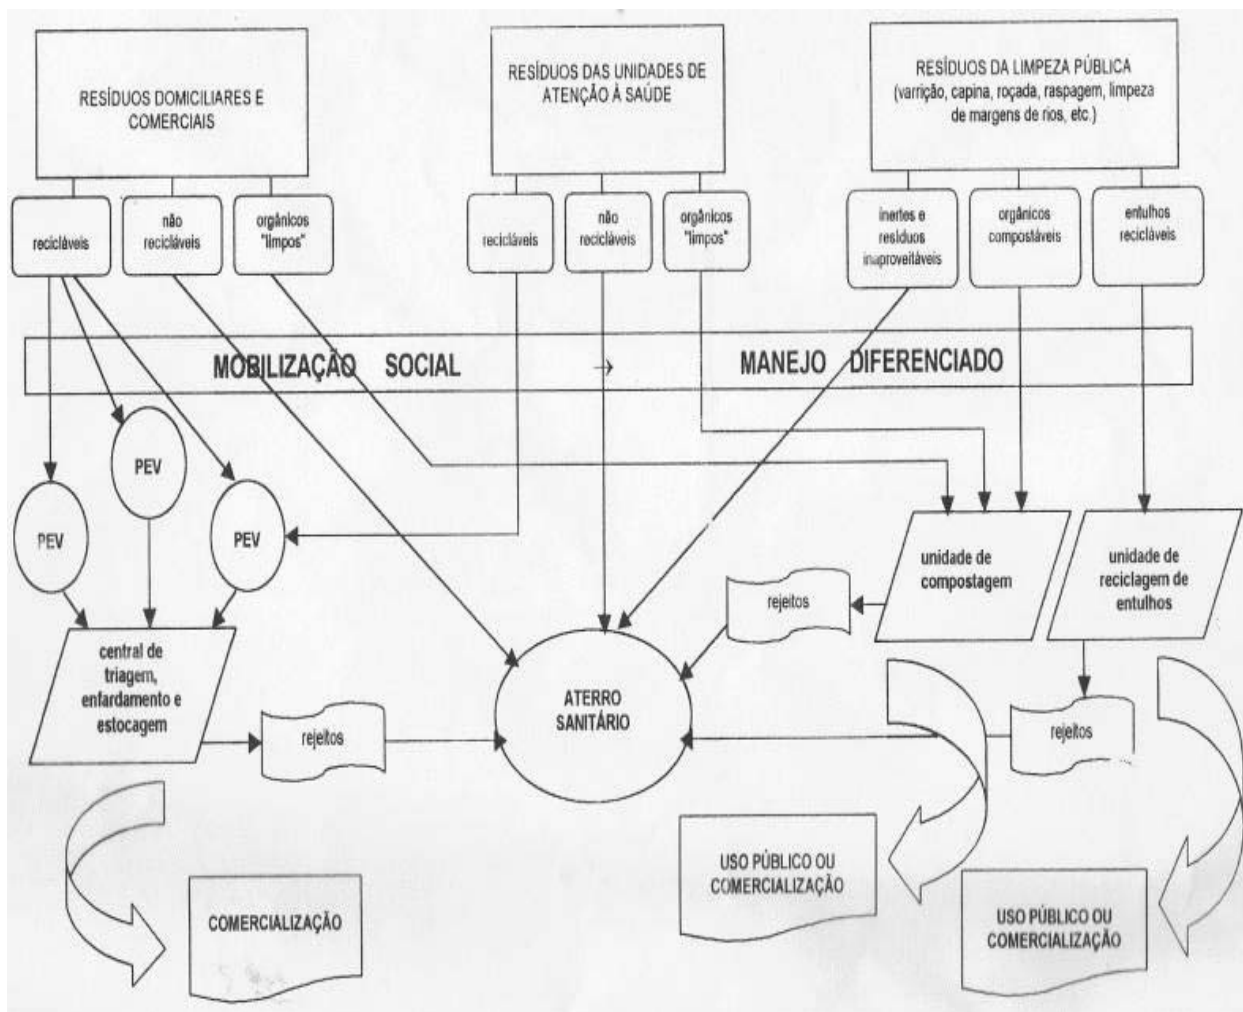 RESÍDUOS DOMICILIARES E
COMERCIAIS
RESÍDUOS DAS UNIDADES DE
ATENÇÃO À SAÚDE
RESÍDUOS DA LIMPEZA PÚBLICA
(varrição, capina, roçada, raspagem, limpeza
de margens de rios, etc.)
recicláveis
não
recicláveis
orgânicos
"limpos"
recicláveis
não
recicláveis
orgânicos
"limpos"
inertes e
resíduos
inaproveitáveis
orgânicos
compostáveis
entulhos
recicláveis
MOBILIZAÇÃO SOCIAL → MANEJO DIFERENCIADO
PEV
PEV
PEV
unidade de
compostagem
unidade de
reciclagem de
entulhos
rejeitos
central de
triagem,
enfardamento e
estocagem
ATERRO
SANITÁRIO
rejeitos
rejeitos
USO PÚBLICO OU
COMERCIALIZAÇÃO
COMERCIALIZAÇÃO
USO PÚBLICO OU
COMERCIALIZAÇÃO